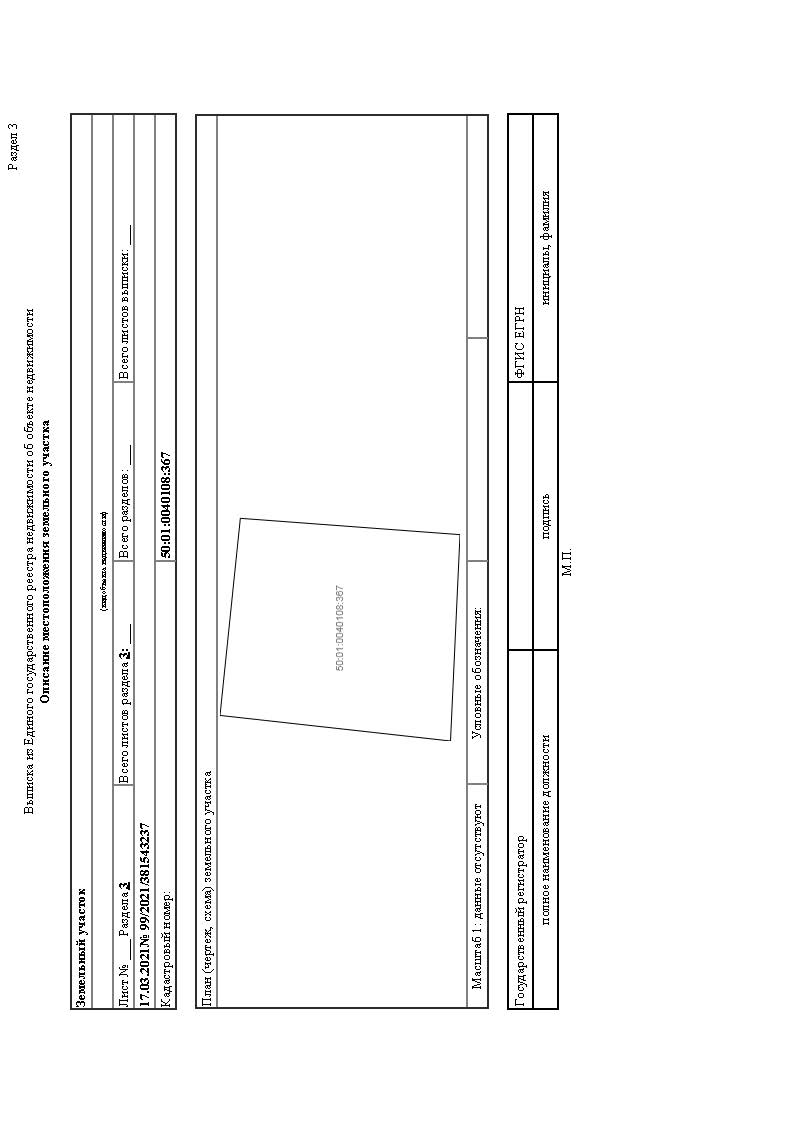 Раздел 3
Выписка из Единого государственного реестра недвижимости об объекте недвижимости
Описание местоположения земельного участка
Земельный участок
(вид объекта недвижимости)
Лист № ___ Раздела 3 Всего листов раздела 3: ___ Всего разделов: ___ Всего листов выписки: ___
17.03.2021 № 99/2021/381543237
Кадастровый номер: 50:01:0040108:367
План (чертеж, схема) земельного участка
50:01:0040108:367
Масштаб 1: данные отсутствуют Условные обозначения:
Государственный регистратор ФГИС ЕГРН
полное наименование должности подпись инициалы, фамилия
М.П.